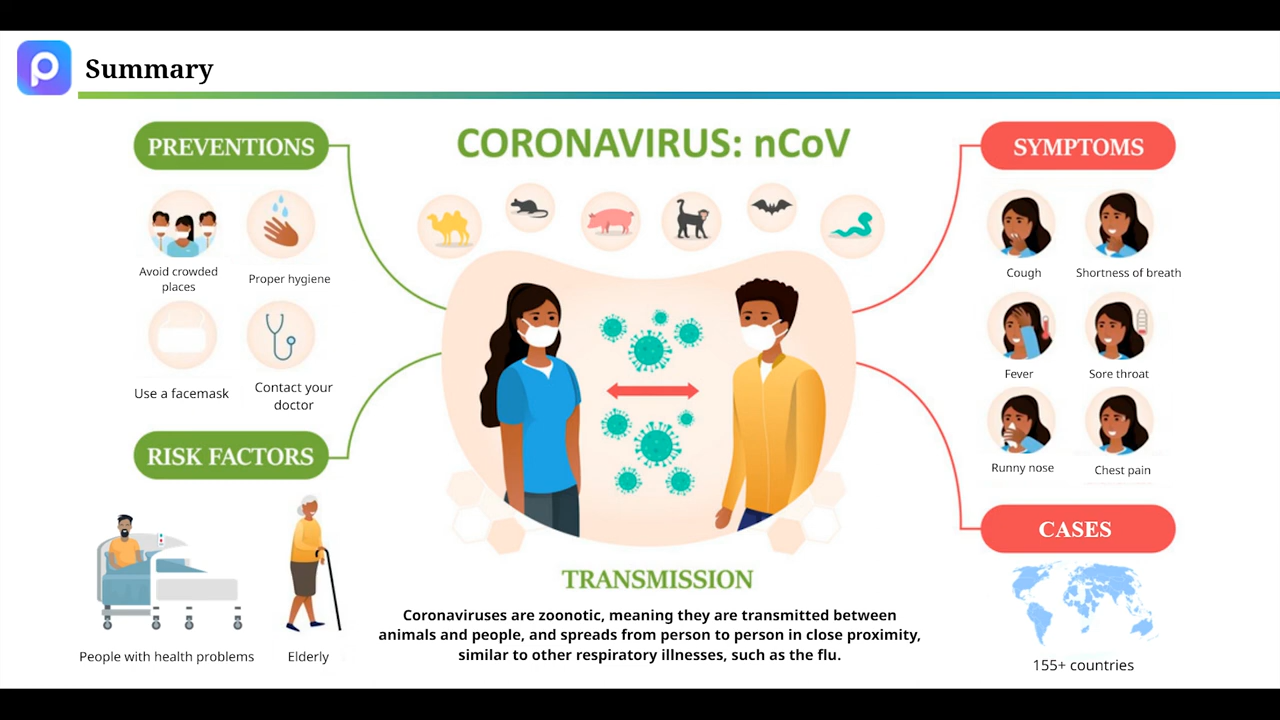 Summary
CORONAVIRUS: nCoV
PREVENTIONS
Avoid crowded
places
Proper hygiene
Use a facemask
Contact your
doctor
RISK FACTORS
People with health problems
Elderly
TRANSMISSION
Coronaviruses are zoonotic, meaning they are transmitted between
animals and people, and spreads from person to person in close proximity,
similar to other respiratory illnesses, such as the flu.
SYMPTOMS
Cough
Shortness of breath
Fever
Sore throat
Runny nose
Chest pain
CASES
155+ countries